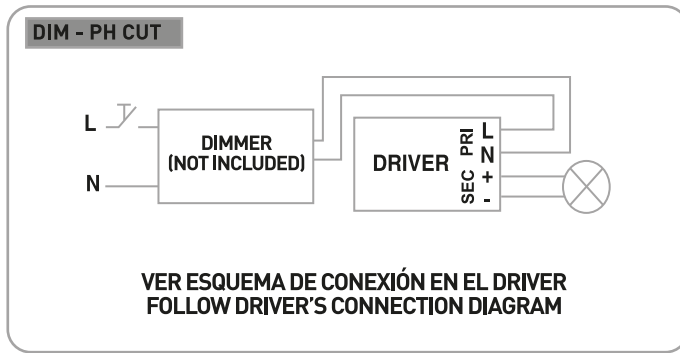 DIM - PH CUT
L
N
DIMMER
(NOT INCLUDED)
DRIVER
PRI
SEC
L
N
+
-
VER ESQUEMA DE CONEXIÓN EN EL DRIVER
FOLLOW DRIVER'S CONNECTION DIAGRAM